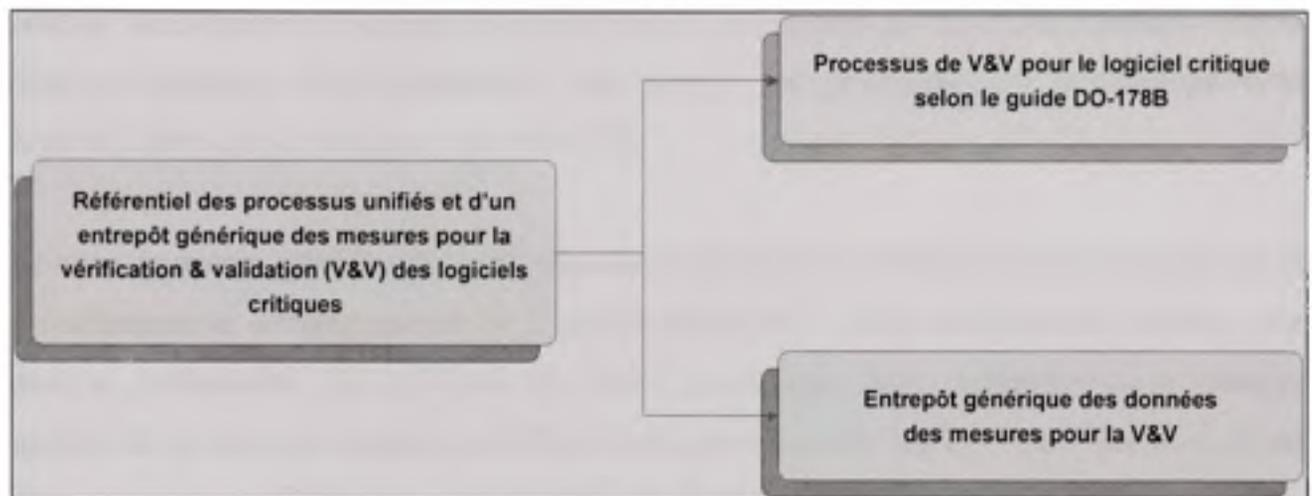 Processus de V&V pour le logiciel critique
selon le guide DO-178B
Référentiel des processus unifiés et d'un
entrepôt générique des mesures pour la
vérification & validation (V&V) des logiciels
critiques
Entrepôt générique des données
des mesures pour la V&V